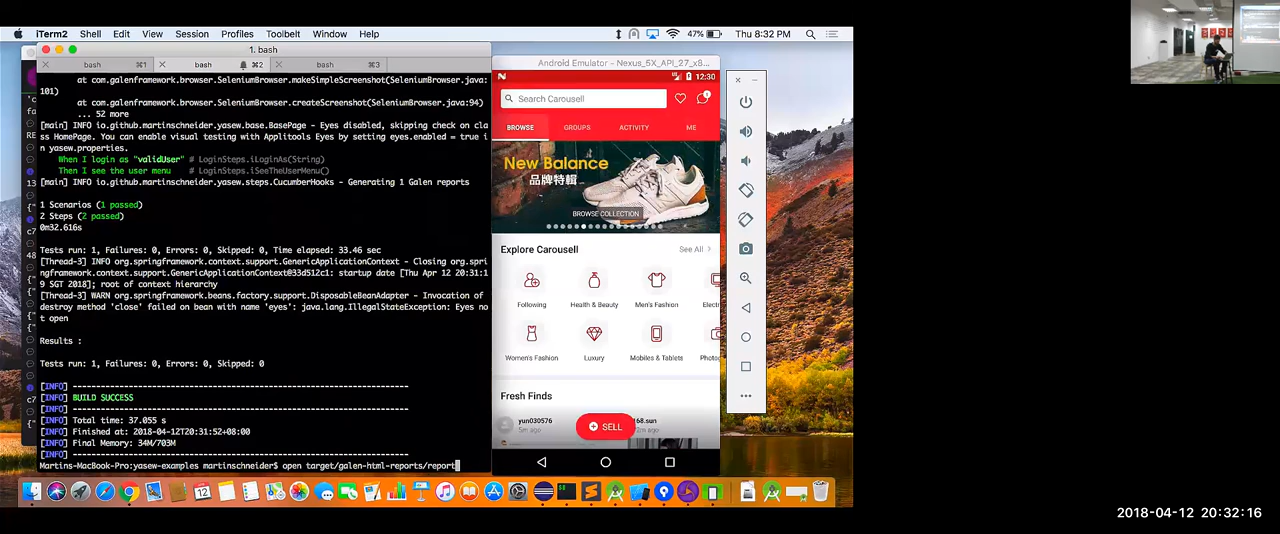 iTerm2 Shell Edit View Session Profiles Toolbelt Window Help 47% Thu 8:32 PM
1. bash
bash ⌘1 bash ⌘2 bash ⌘3
at com.galenframework.browser.SeleniumBrowser.makeSimpleScreenshot(SeleniumBrowser.java:
101)
at com.galenframework.browser.SeleniumBrowser.createScreenshot(SeleniumBrowser.java:94)
... 52 more
[main] INFO io.github.martinschneider.yasew.base.BasePage - Eyes disabled, skipping check on cla
ss HomePage. You can enable visual testing with Applitools Eyes by setting eyes.enabled = true i
n yasew.properties.
When I login as "validUser" # LoginSteps.iLoginAs(String)
Then I see the user menu # LoginSteps.iSeeTheUserMenu()
[main] INFO io.github.martinschneider.yasew.steps.CucumberHooks - Generating 1 Galen reports
1 Scenarios (1 passed)
2 Steps (2 passed)
0m32.616s
Tests run: 1, Failures: 0, Errors: 0, Skipped: 0, Time elapsed: 33.46 sec
[Thread-3] INFO org.springframework.context.support.GenericApplicationContext - Closing org.spri
ngframework.context.support.GenericApplicationContext@33d512c1: startup date [Thu Apr 12 20:31:1
9 SGT 2018]; root of context hierarchy
[Thread-3] WARN org.springframework.beans.factory.support.DisposableBeanAdapter - Invocation of
destroy method 'close' failed on bean with name 'eyes': java.lang.IllegalStateException: Eyes no
t open
Results :
Tests run: 1, Failures: 0, Errors: 0, Skipped: 0
[INFO] ------------------------------------------------------------------------
[INFO] BUILD SUCCESS
[INFO] ------------------------------------------------------------------------
[INFO] Total time: 37.055 s
[INFO] Finished at: 2018-04-12T20:31:52+08:00
[INFO] Final Memory: 34M/703M
[INFO] ------------------------------------------------------------------------
Martins-MacBook-Pro:yasew-examples martinschneider$ open target/galen-html-reports/report
Android Emulator - Nexus_5X_API_27_x8...
12:30
Search Carousell 1
BROWSE GROUPS ACTIVITY ME
New Balance
品牌特輯
BROWSE COLLECTION
Explore Carousell See All
Following Health & Beauty Men's Fashion Electr
Women's Fashion Luxury Mobiles & Tablets Photog
Fresh Finds
yun030576 168.sun
5m ago 2m ago
SELL
2018-04-12 20:32:16